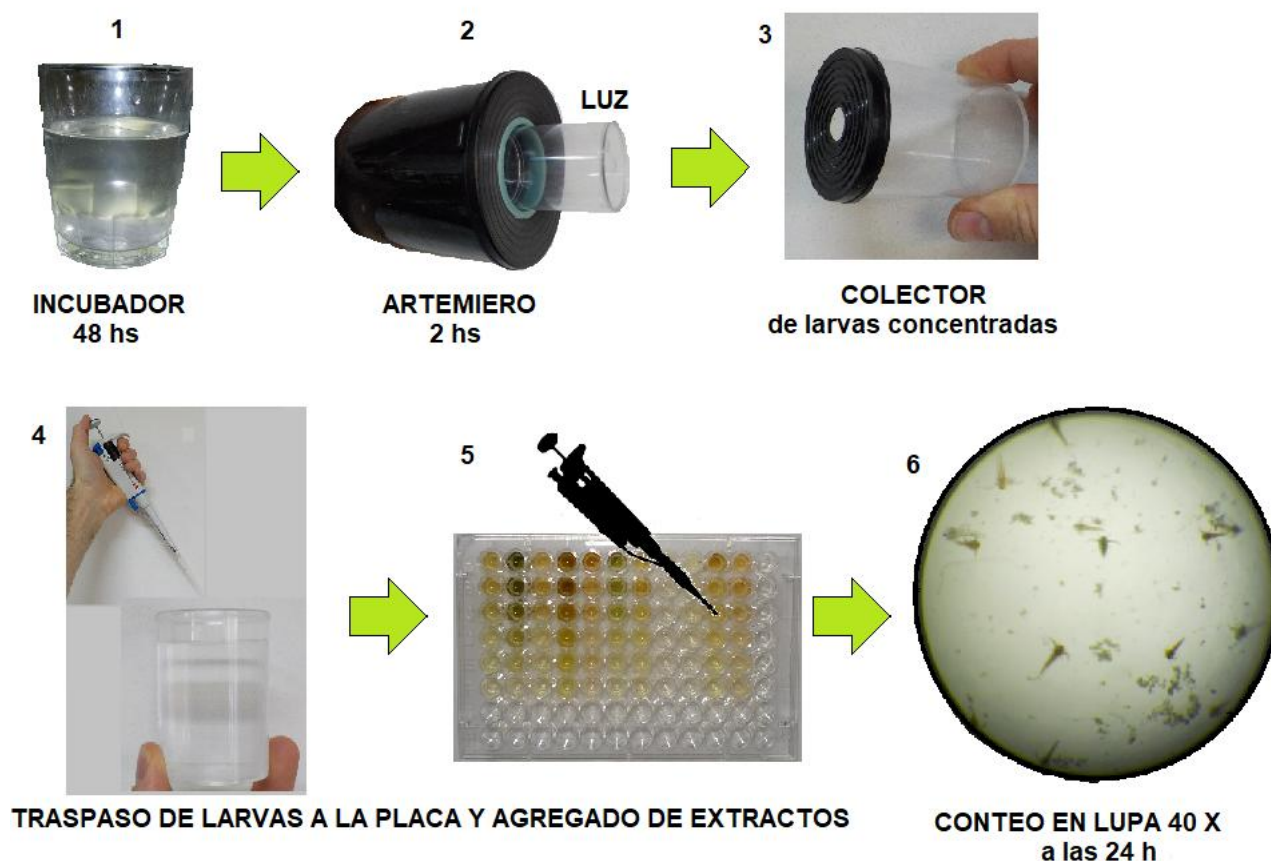 1
INCUBADOR
48 hs
2
LUZ
ARTEMIERO
2 hs
3
COLECTOR
de larvas concentradas
4
5
TRASPASO DE LARVAS A LA PLACA Y AGREGADO DE EXTRACTOS
6
CONTEO EN LUPA 40 X
a las 24 h